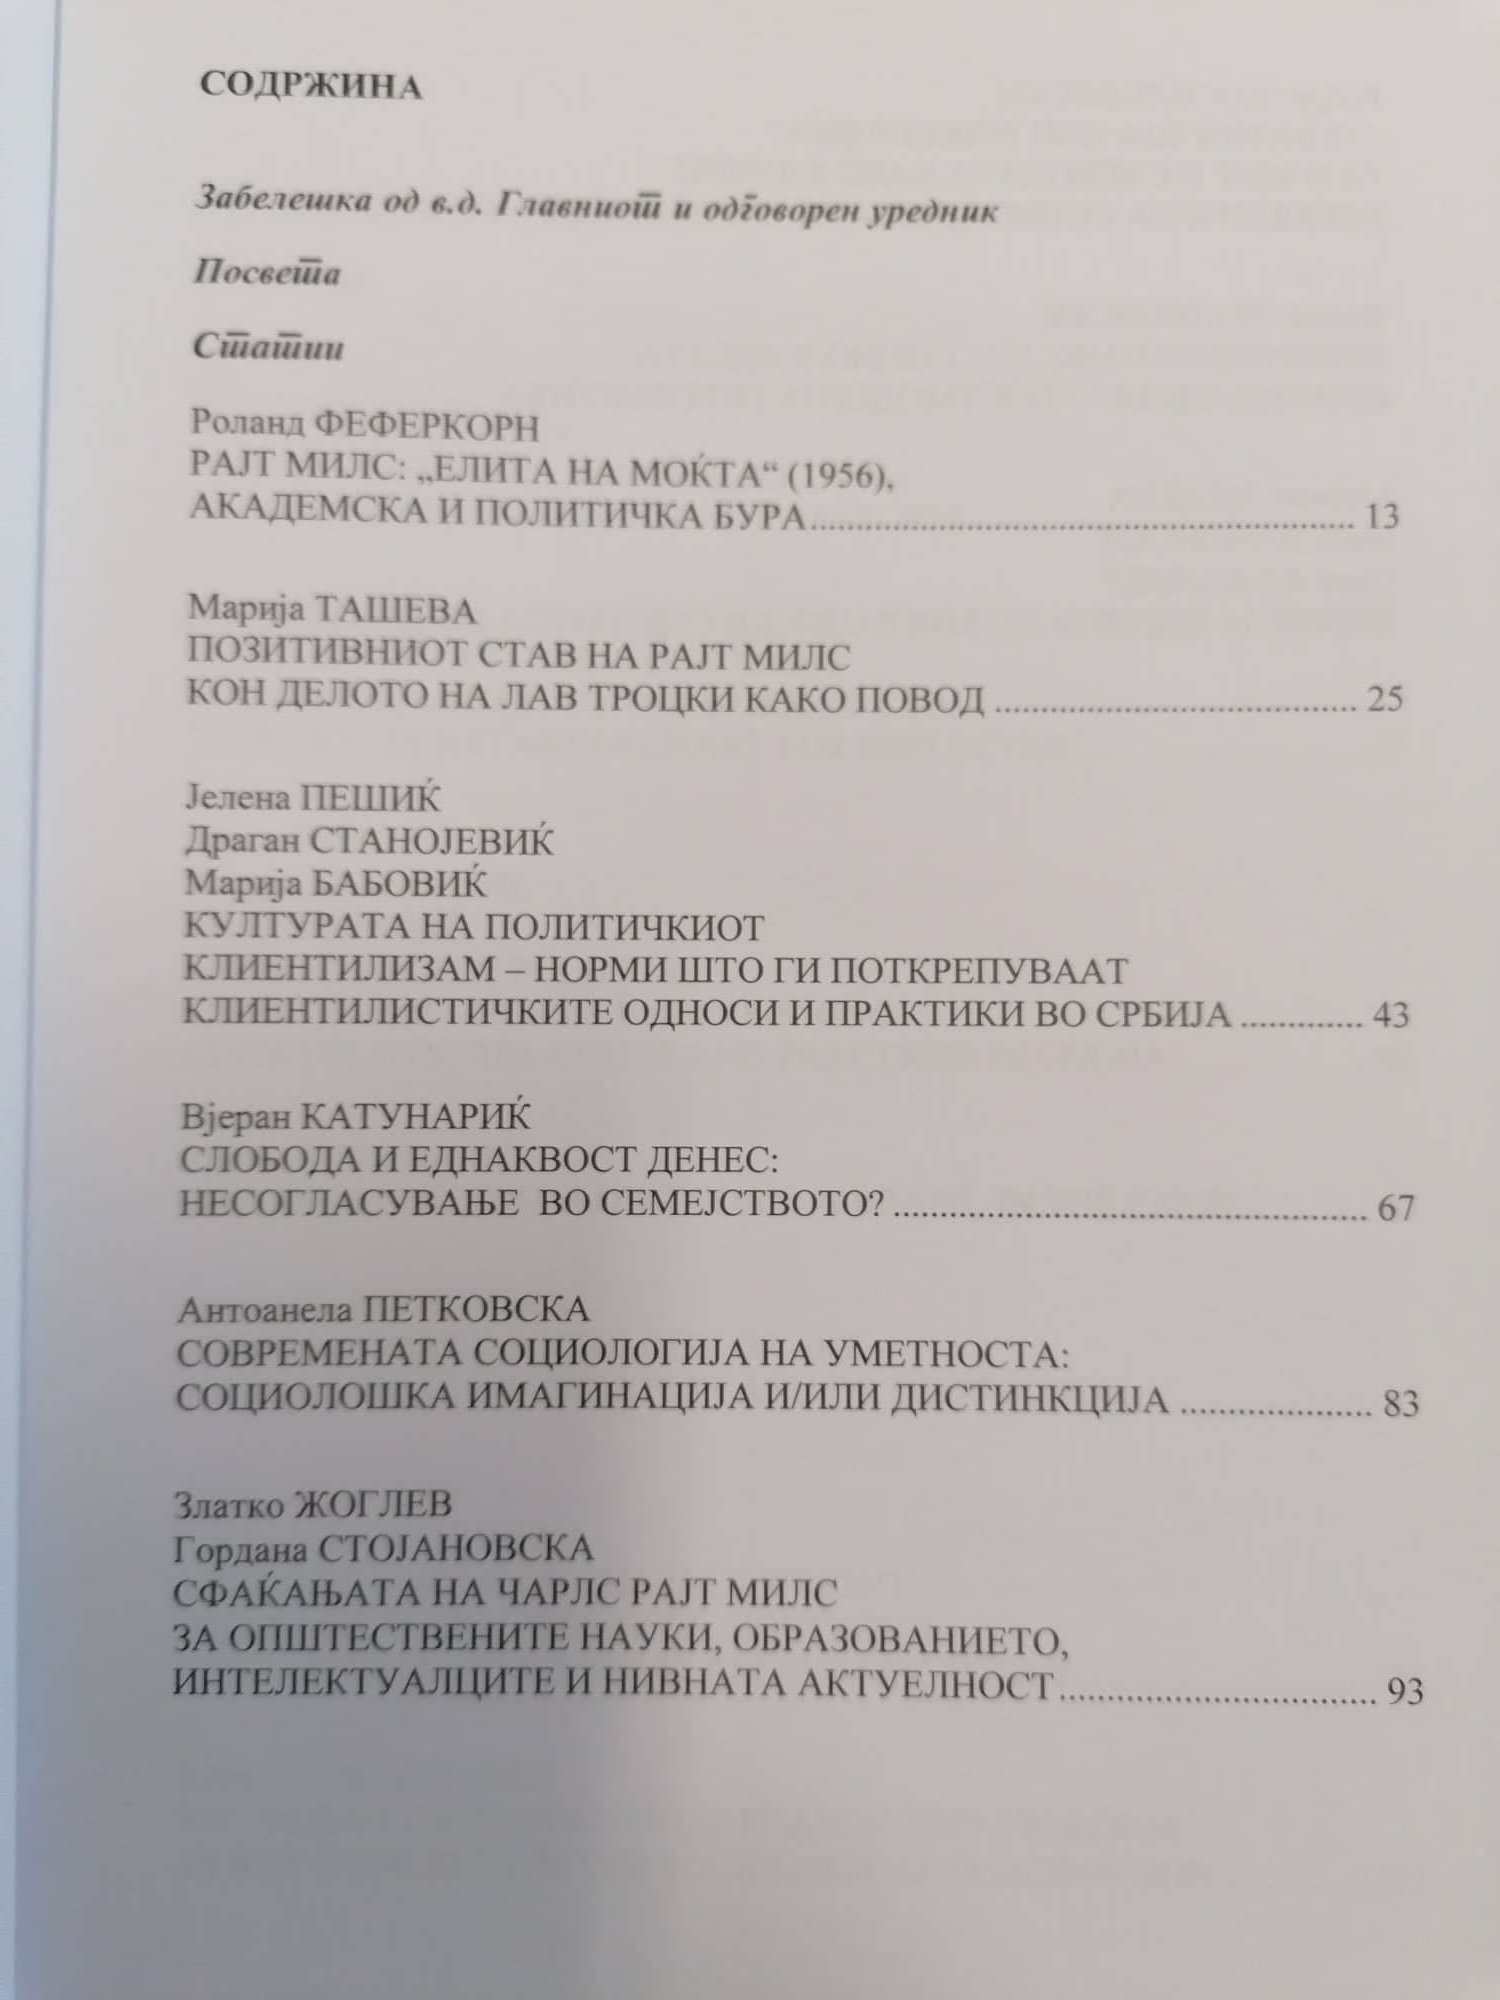 СОДРЖИНА
Забелешка од в.д. Главниот и одговорен уредник
Посвета
Статии
Роланд ФЕФЕРКОРН
РАЈТ МИЛС: „ЕЛИТА НА МОЌТА“ (1956),
АКАДЕМСКА И ПОЛИТИЧКА БУРА.......................................................... 13
Марија ТАШЕВА
ПОЗИТИВНИОТ СТАВ НА РАЈТ МИЛС
КОН ДЕЛОТО НА ЛАВ ТРОЦКИ КАКО ПОВОД ...................................... 25
Јелена ПЕШИЌ
Драган СТАНОЈЕВИЌ
Марија БАБОВИЌ
КУЛТУРАТА НА ПОЛИТИЧКИОТ
КЛИЕНТИЛИЗАМ – НОРМИ ШТО ГИ ПОТКРЕПУВААТ
КЛИЕНТИЛИСТИЧКИТЕ ОДНОСИ И ПРАКТИКИ ВО СРБИЈА ............. 43
Вјеран КАТУНАРИЌ
СЛОБОДА И ЕДНАКВОСТ ДЕНЕС:
НЕСОГЛАСУВАЊЕ ВО СЕМЕЈСТВОТО? ................................................... 67
Антоанела ПЕТКОВСКА
СОВРЕМЕНАТА СОЦИОЛОГИЈА НА УМЕТНОСТА:
СОЦИОЛОШКА ИМАГИНАЦИЈА И/ИЛИ ДИСТИНКЦИЈА .................... 83
Златко ЖОГЛЕВ
Гордана СТОЈАНОВСКА
СФАЌАЊАТА НА ЧАРЛС РАЈТ МИЛС
ЗА ОПШТЕСТВЕНИТЕ НАУКИ, ОБРАЗОВАНИЕТО,
ИНТЕЛЕКТУАЛЦИТЕ И НИВНАТА АКТУЕЛНОСТ.................................. 93